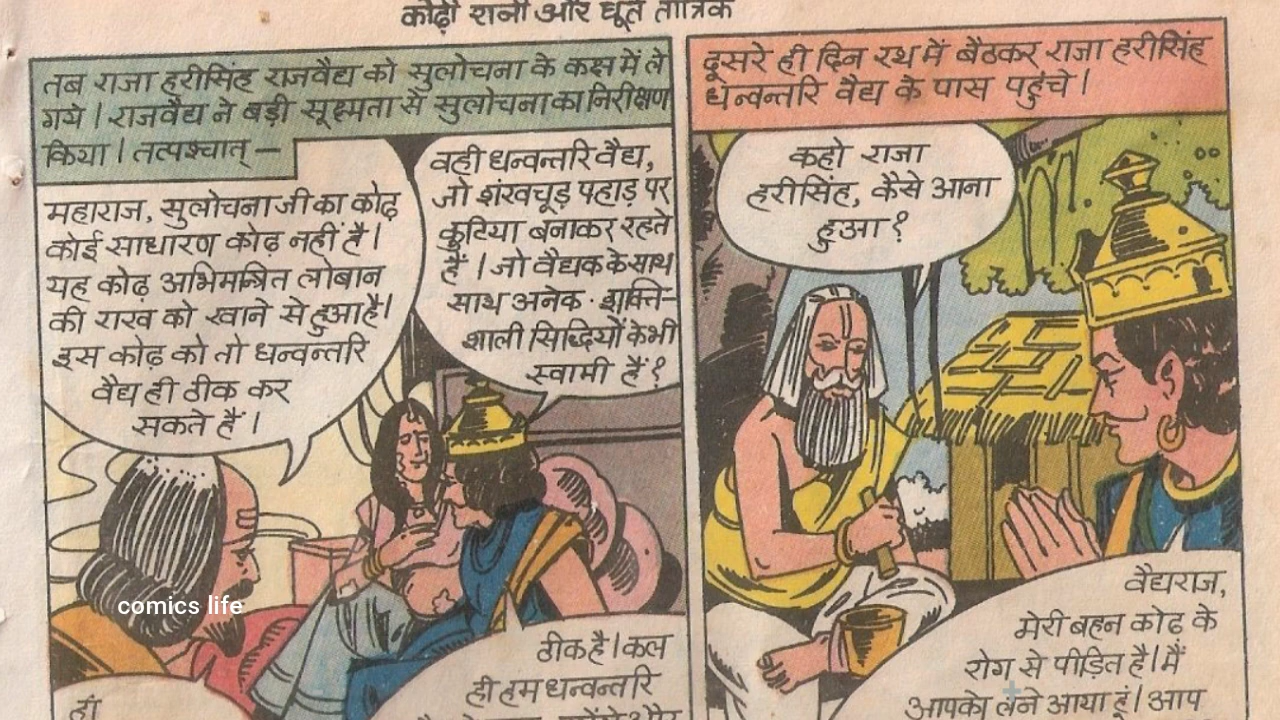 कोढ़ी रानी और धूर्त तांत्रिक
तब राजा हरीसिंह राजवैद्य को सुलोचना के कक्ष में ले
गये। राजवैद्य ने बड़ी सूक्ष्मता से सुलोचना का निरीक्षण
किया। तत्पश्चात् —
महाराज, सुलोचना जी का कोढ़
कोई साधारण कोढ़ नहीं है।
यह कोढ़ अभिमन्त्रित लोबान
की राख को खाने से हुआ है।
इस कोढ़ को तो धन्वन्तरि
वैद्य ही ठीक कर
सकते हैं।
वही धन्वन्तरि वैद्य,
जो शंखचूड़ पहाड़ पर
कुटिया बनाकर रहते
हैं। जो वैद्यक के साथ
साथ अनेक शक्ति-
शाली सिद्धियों के भी
स्वामी हैं?
हां
ठीक है। कल
ही हम धन्वन्तरि
दूसरे ही दिन रथ में बैठकर राजा हरीसिंह
धन्वन्तरि वैद्य के पास पहुंचे।
कहो राजा
हरीसिंह, कैसे आना
हुआ?
वैद्यराज,
मेरी बहन कोढ़ के
रोग से पीड़ित है। मैं
आपको लेने आया हूं। आप
comics life